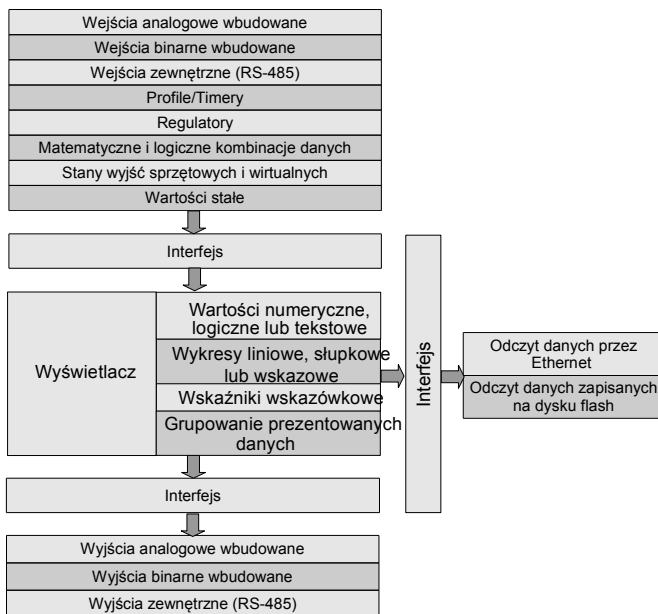 Wejścia analogowe wbudowane
Wejścia binarne wbudowane
Wejścia zewnętrzne (RS-485)
Profile/Timery
Regulatory
Matematyczne i logiczne kombinacje danych
Stany wyjść sprzętowych i wirtualnych
Wartości stałe
Interfejs
Wyświetlacz
Wartości numeryczne,
logiczne lub tekstowe
Wykresy liniowe, słupkowe
lub wskazowe
Wskaźniki wskazówkowe
Grupowanie prezentowanych
danych
Interfejs
Odczyt danych przez
Ethernet
Odczyt danych zapisanych
na dysku flash
Interfejs
Wyjścia analogowe wbudowane
Wyjścia binarne wbudowane
Wyjścia zewnętrzne (RS-485)